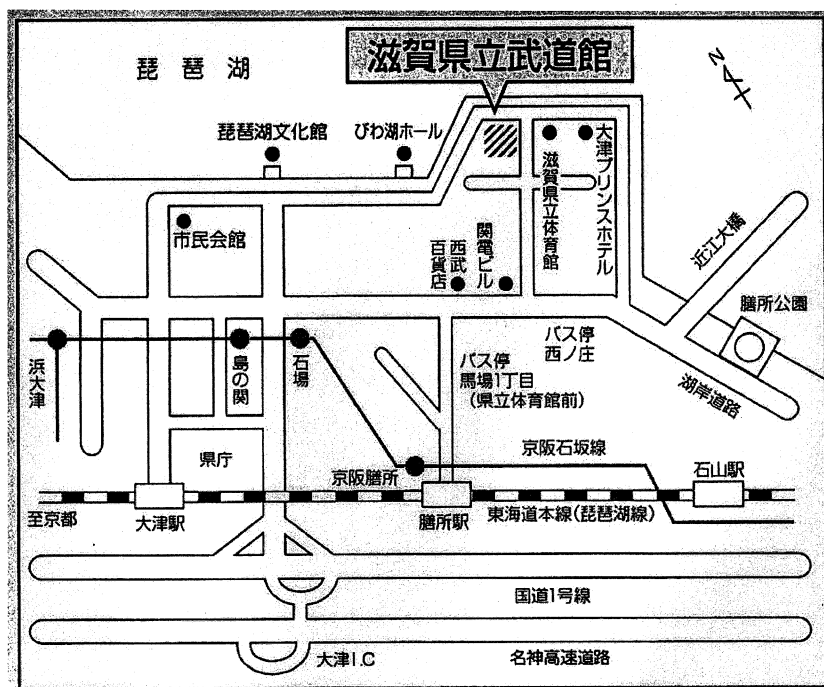 滋賀県立武道館
琵琶湖
N
琵琶湖文化館
びわ湖ホール
滋賀県立体育館
大津プリンスホテル
市民会館
関電ビル
西武
百貨店
近江大橋
膳所公園
浜大津
島の関
石場
バス停
馬場1丁目
(県立体育館前)
バス停
西ノ庄
湖岸道路
県庁
京阪膳所
京阪石坂線
石山駅
至京都
大津駅
膳所駅
東海道本線(琵琶湖線)
国道1号線
大津I.C
名神高速道路